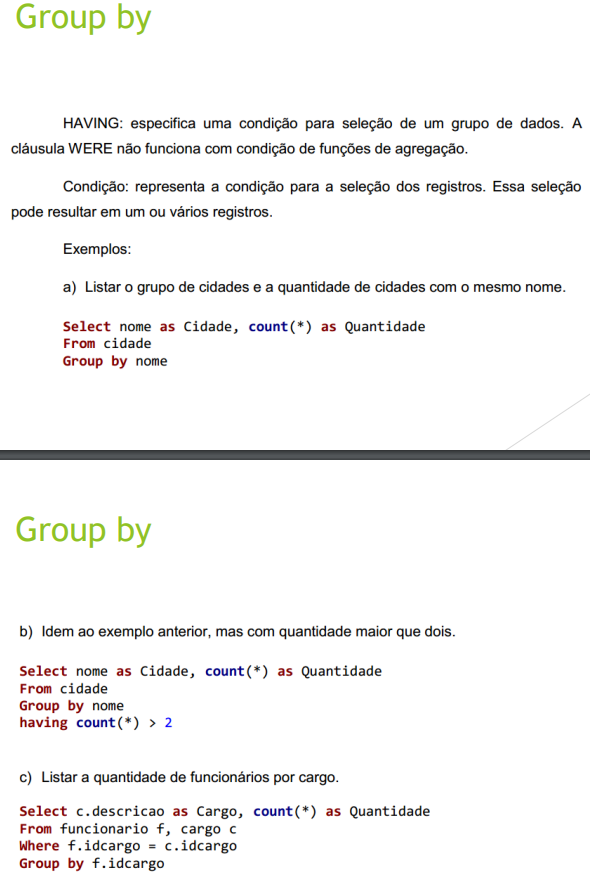 Group by
HAVING: especifica uma condição para seleção de um grupo de dados. A
cláusula WERE não funciona com condição de funções de agregação.
Condição: representa a condição para a seleção dos registros. Essa seleção
pode resultar em um ou vários registros.
Exemplos:
a) Listar o grupo de cidades e a quantidade de cidades com o mesmo nome.
Select nome as Cidade, count(*) as Quantidade
From cidade
Group by nome
Group by
b) Idem ao exemplo anterior, mas com quantidade maior que dois.
Select nome as Cidade, count(*) as Quantidade
From cidade
Group by nome
having count(*) > 2
c) Listar a quantidade de funcionários por cargo.
Select c.descricao as Cargo, count(*) as Quantidade
From funcionario f, cargo c
Where f.idcargo = c.idcargo
Group by f.idcargo